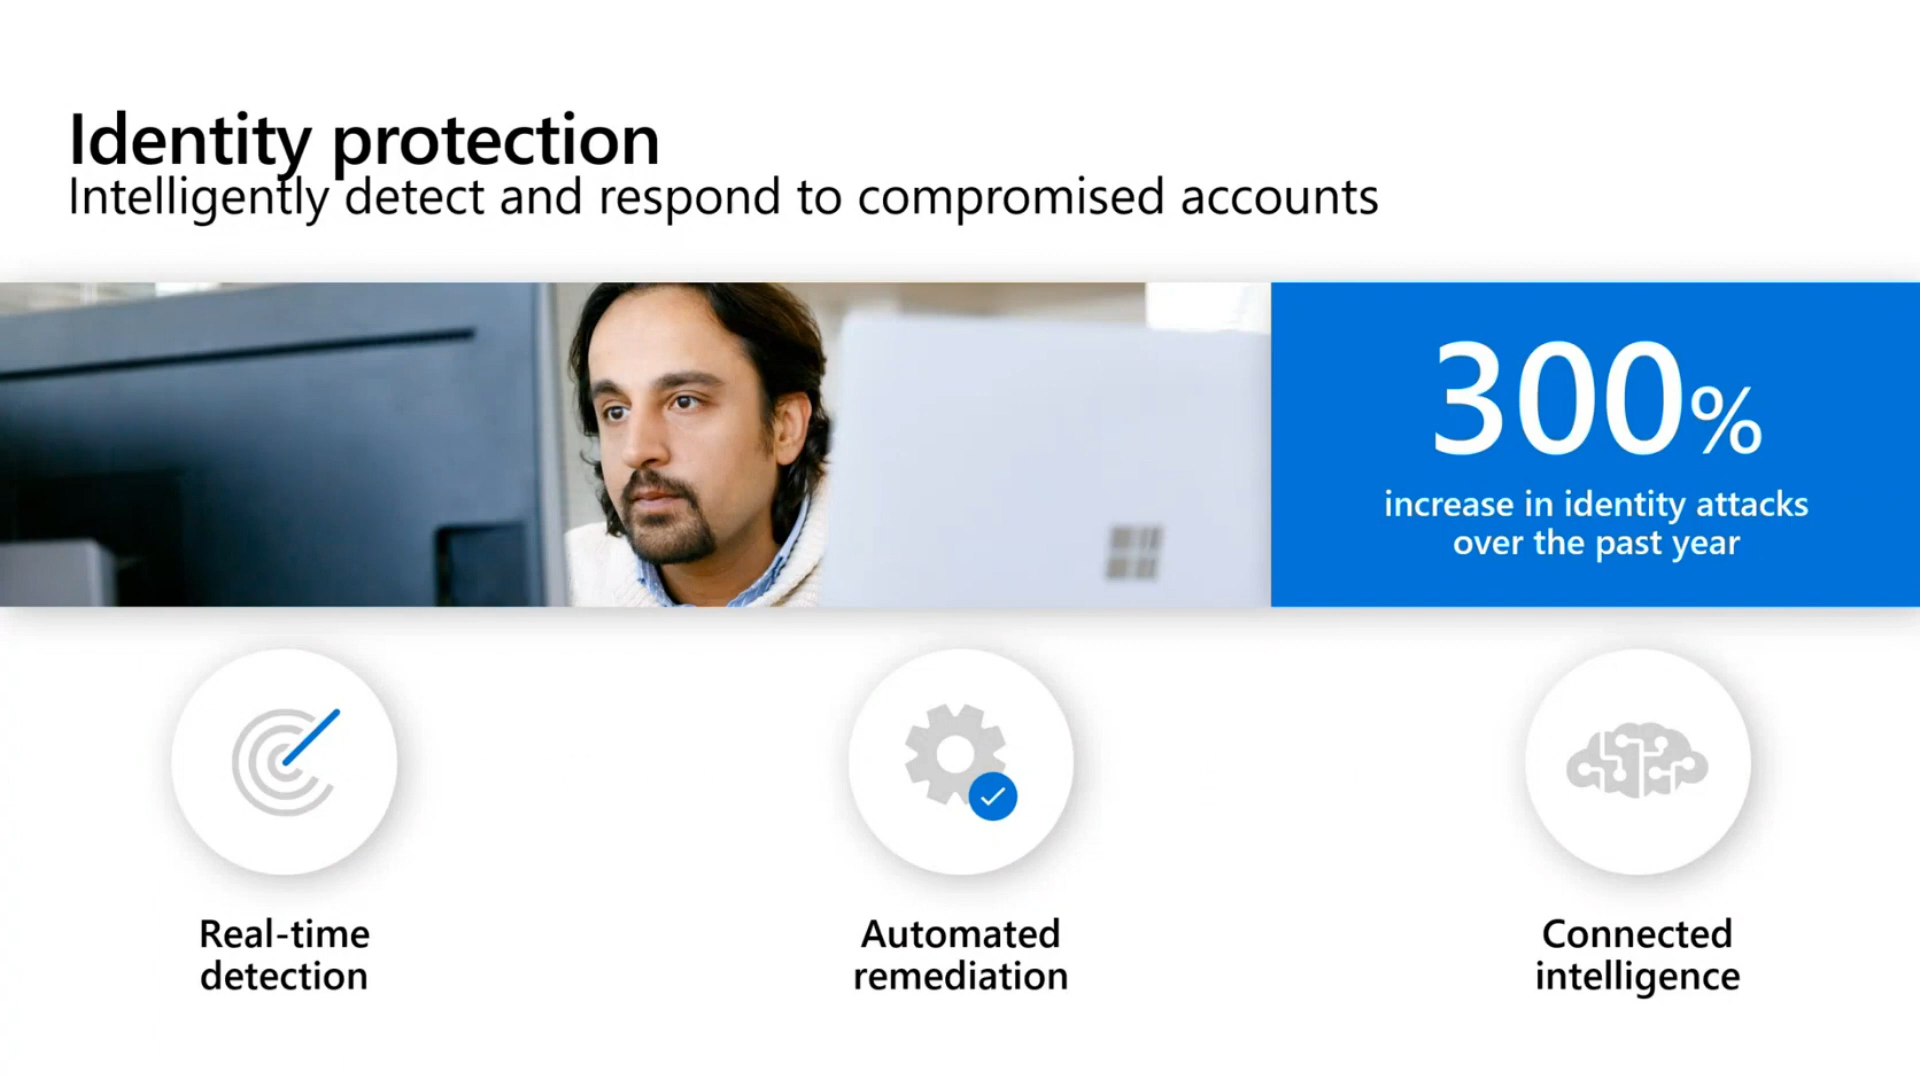 Identity protection
Intelligently detect and respond to compromised accounts
300%
increase in identity attacks
over the past year
Real-time
detection
Automated
remediation
Connected
intelligence